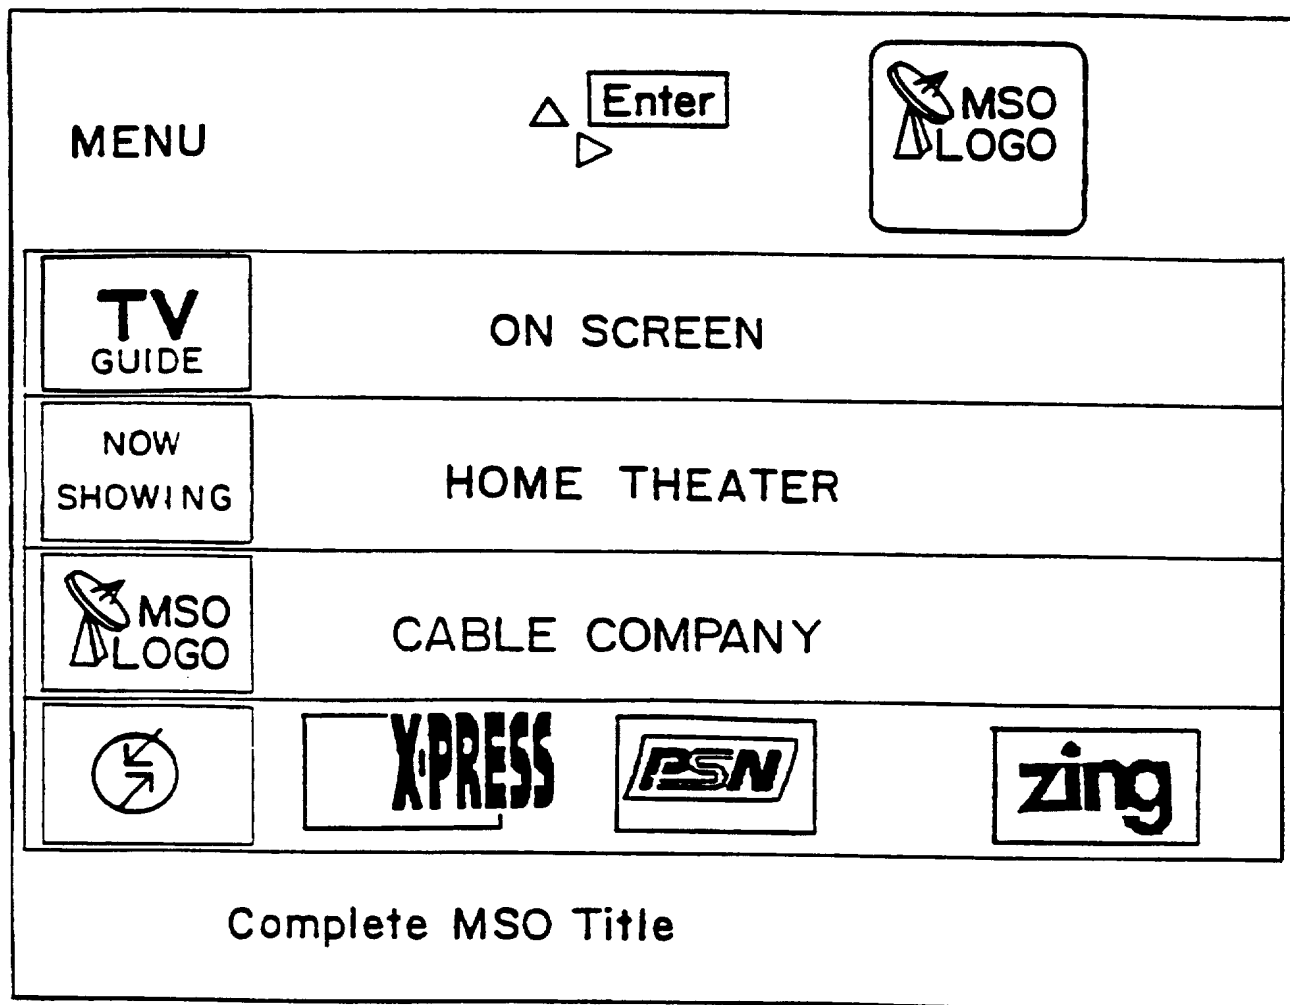 MENU
Enter
MSO
LOGO
TV
GUIDE
ON SCREEN
NOW
SHOWING
HOME THEATER
MSO
LOGO
CABLE COMPANY
X·PRESS
PSN
zing
Complete MSO Title